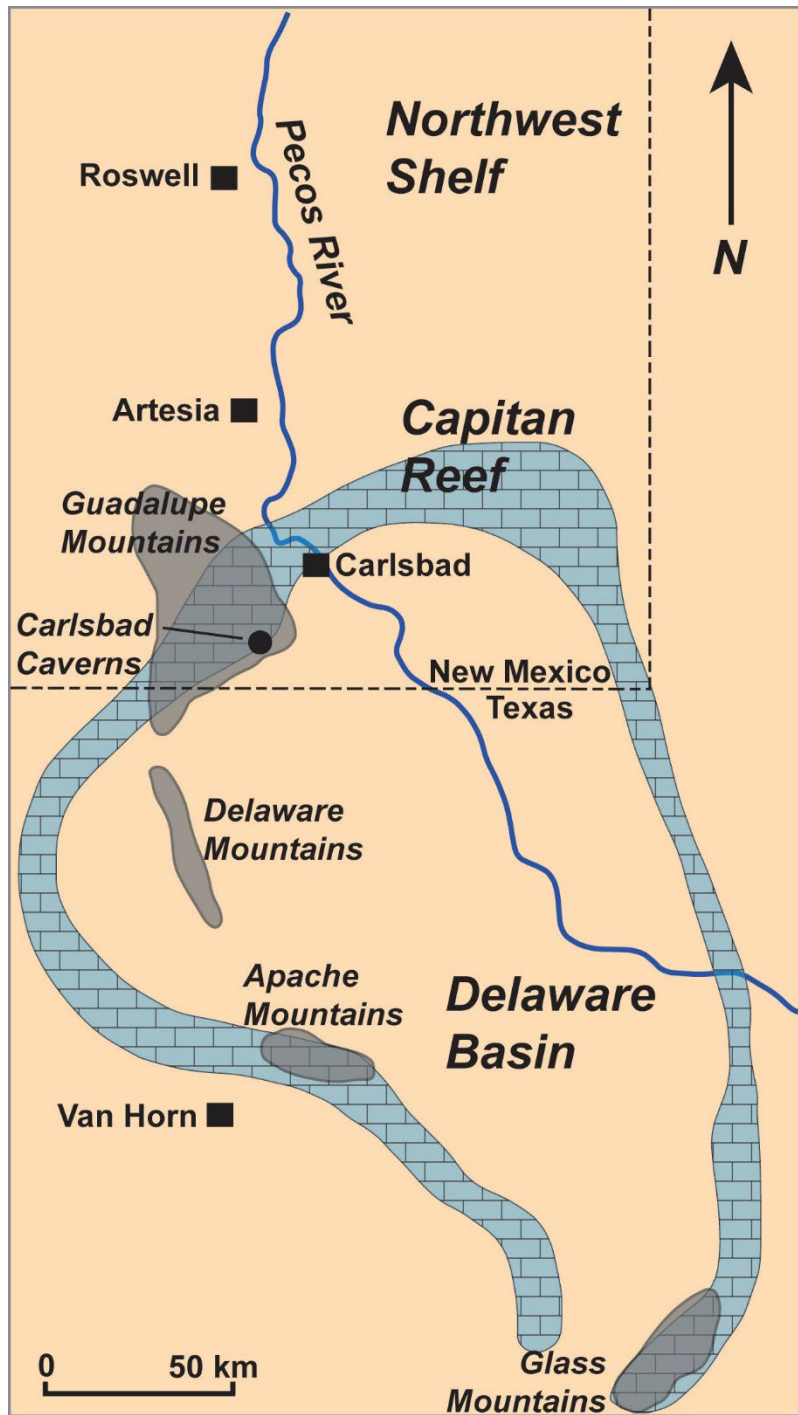 Northwest
Shelf
N
Roswell
Pecos River
Artesia
Capitan
Reef
Guadalupe
Mountains
Carlsbad
Carlsbad
Caverns
New Mexico
Texas
Delaware
Mountains
Apache
Mountains
Delaware
Basin
Van Horn
Glass
Mountains
0 50 km